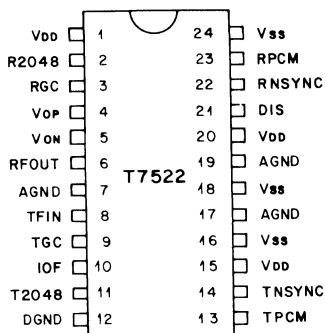 VDD 1 24 VSS
R2048 2 23 RPCM
RGC 3 22 RNSYNC
VOP 4 21 DIS
VON 5 20 VDD
RFOUT 6 19 AGND
T7522
AGND 7 18 VSS
TFIN 8 17 AGND
TGC 9 16 VSS
IOF 10 15 VDD
T2048 11 14 TNSYNC
DGND 12 13 TPCM